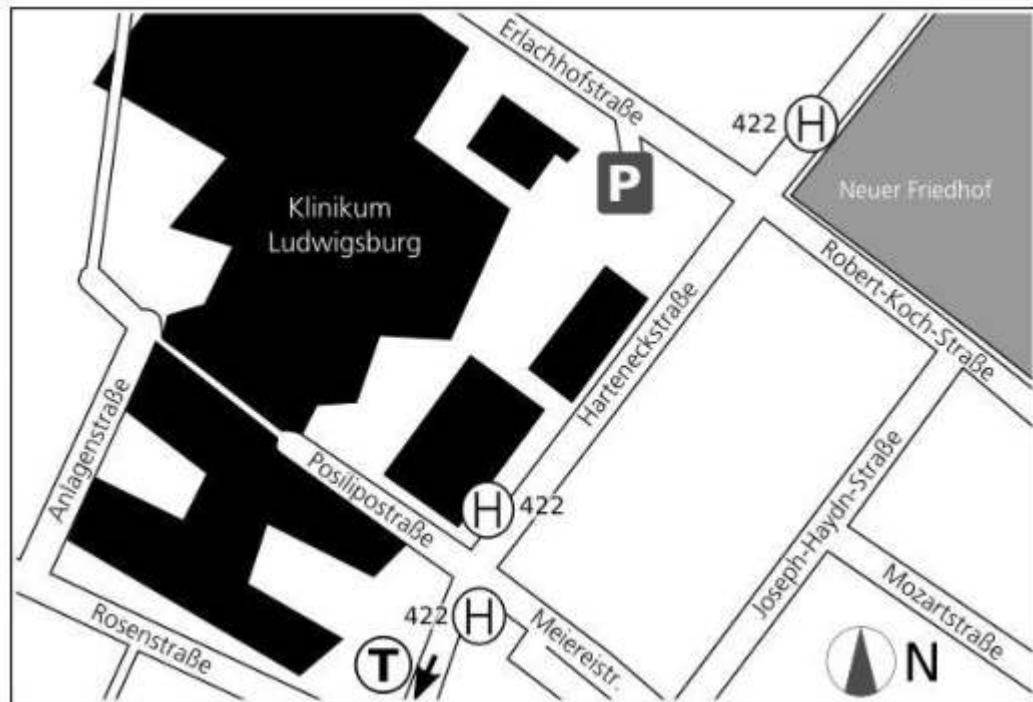 Erlachhofstraße
422
H
P
Klinikum
Ludwigsburg
Neuer Friedhof
Robert-Koch-Straße
Harteneckstraße
Anlagenstraße
Posilipostraße
H
422
Joseph-Haydn-Straße
Mozartstraße
422
H
Meiereistr.
Rosenstraße
T
N